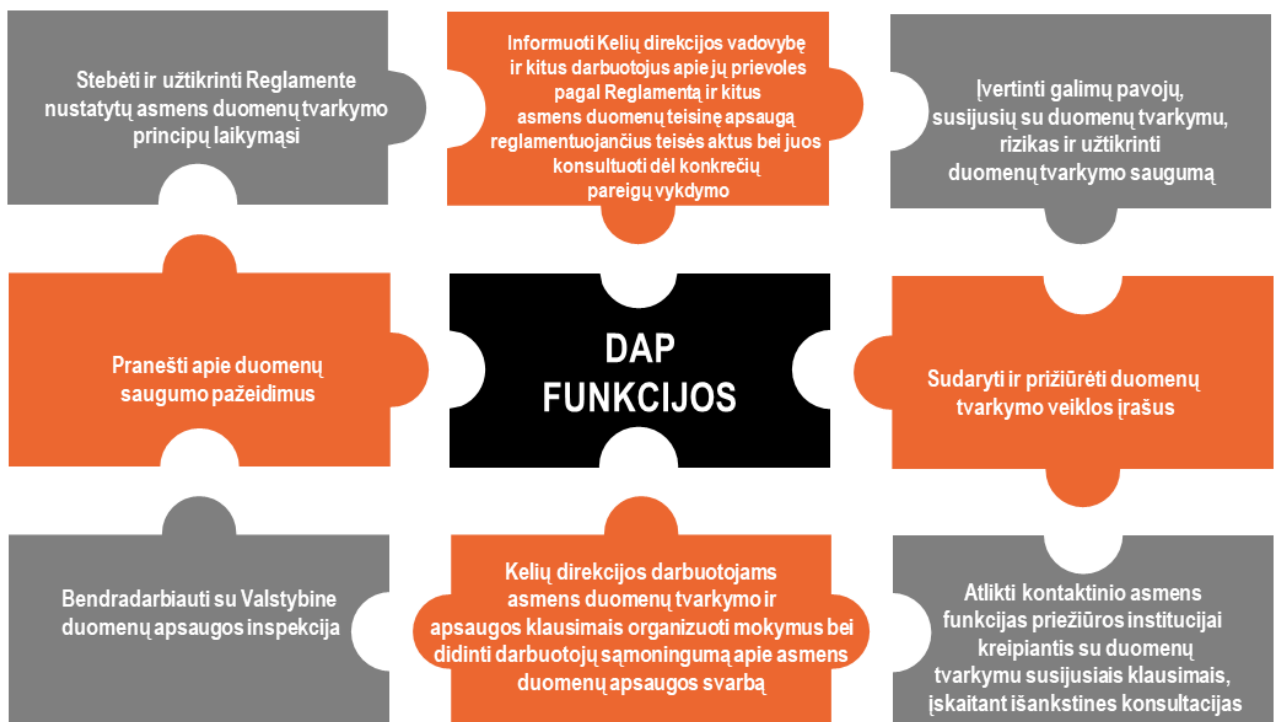 Stebėti ir užtikrinti Reglamente
nustatytų asmens duomenų tvarkymo
principų laikymąsi
Informuoti Kelių direkcijos vadovybę
ir kitus darbuotojus apie jų prievoles
pagal Reglamentą ir kitus
asmens duomenų teisinę apsaugą
reglamentuojančius teisės aktus bei juos
konsultuoti dėl konkrečių
pareigų vykdymo
Įvertinti galimų pavojų,
susijusių su duomenų tvarkymu,
rizikas ir užtikrinti
duomenų tvarkymo saugumą
Pranešti apie duomenų
saugumo pažeidimus
DAP
FUNKCIJOS
Sudaryti ir prižiūrėti duomenų
tvarkymo veiklos įrašus
Bendradarbiauti su Valstybine
duomenų apsaugos inspekcija
Kelių direkcijos darbuotojams
asmens duomenų tvarkymo ir
apsaugos klausimais organizuoti mokymus bei
didinti darbuotojų sąmoningumą apie asmens
duomenų apsaugos svarbą
Atlikti kontaktinio asmens
funkcijas priežiūros institucijai
kreipiantis su duomenų
tvarkymu susijusiais klausimais,
įskaitant išankstines konsultacijas